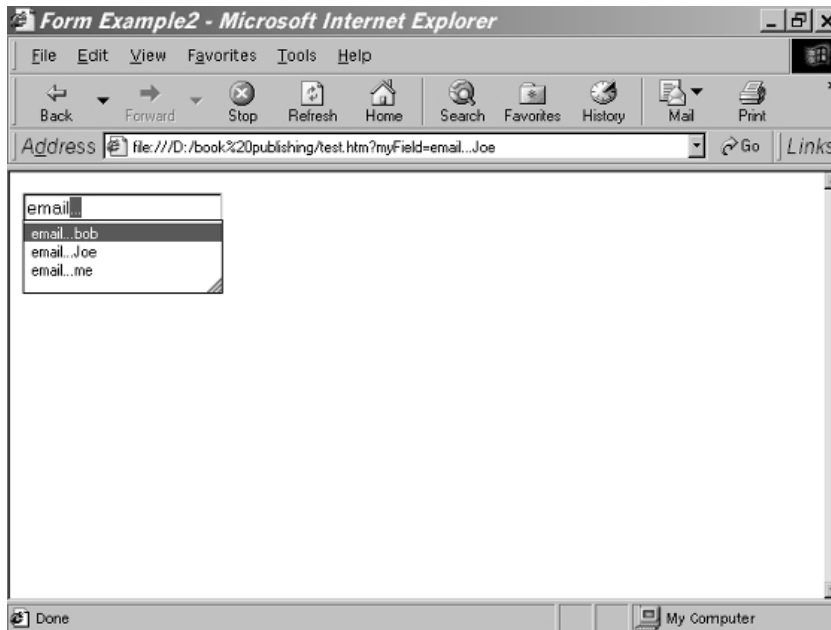 Form Example2 - Microsoft Internet Explorer
File Edit View Favorites Tools Help
Back Forward Stop Refresh Home Search Favorites History Mail Print
Address file:///D:/book%20publishing/test.htm?myField=email...Joe Go Links
email...
email...bob
email...Joe
email...me
Done My Computer